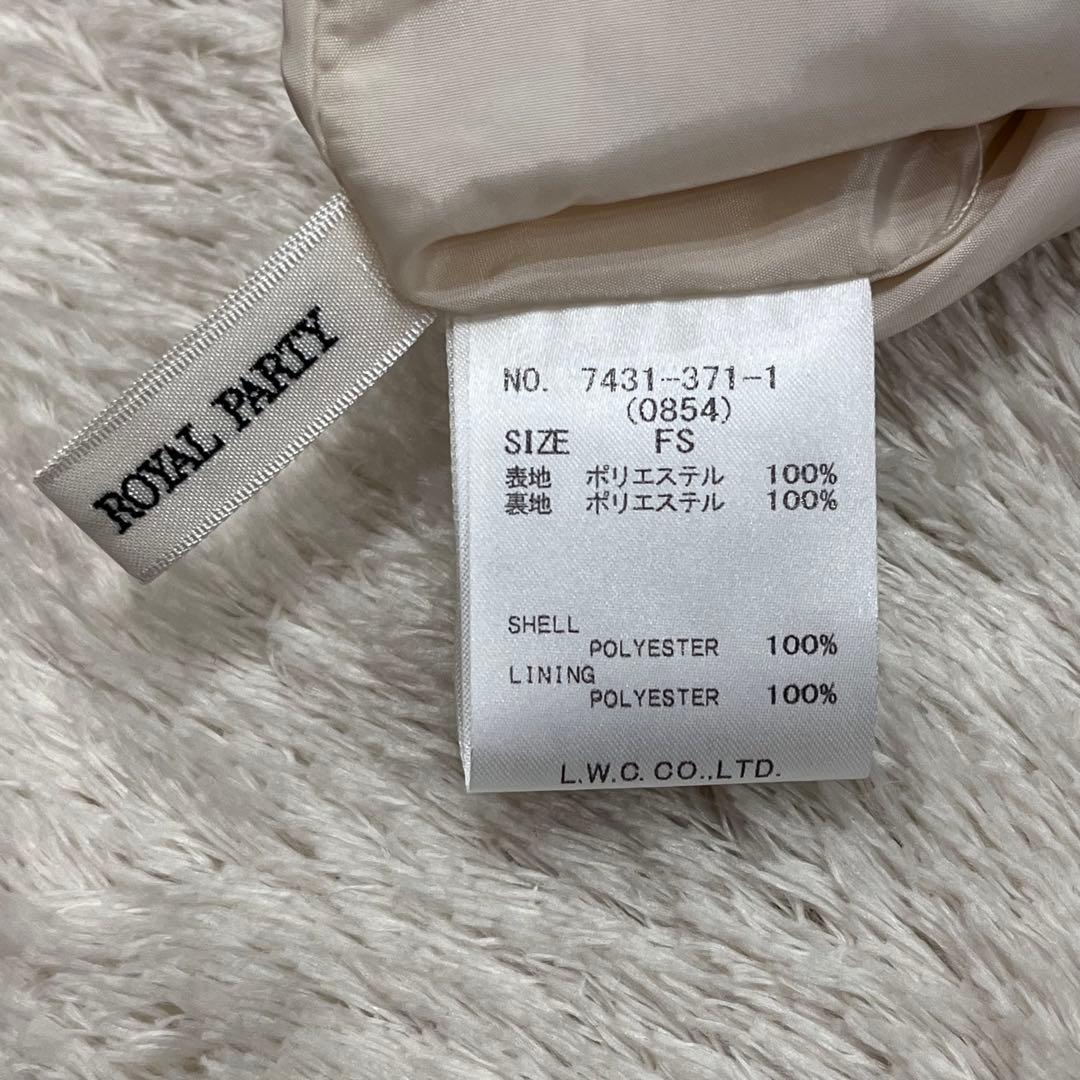 ROYAL PARTY
NO. 7431-371-1
(0854)
SIZE FS
表地 ポリエステル 100%
裏地 ポリエステル 100%
SHELL
POLYESTER 100%
LINING
POLYESTER 100%
L.W.C. CO.,LTD.